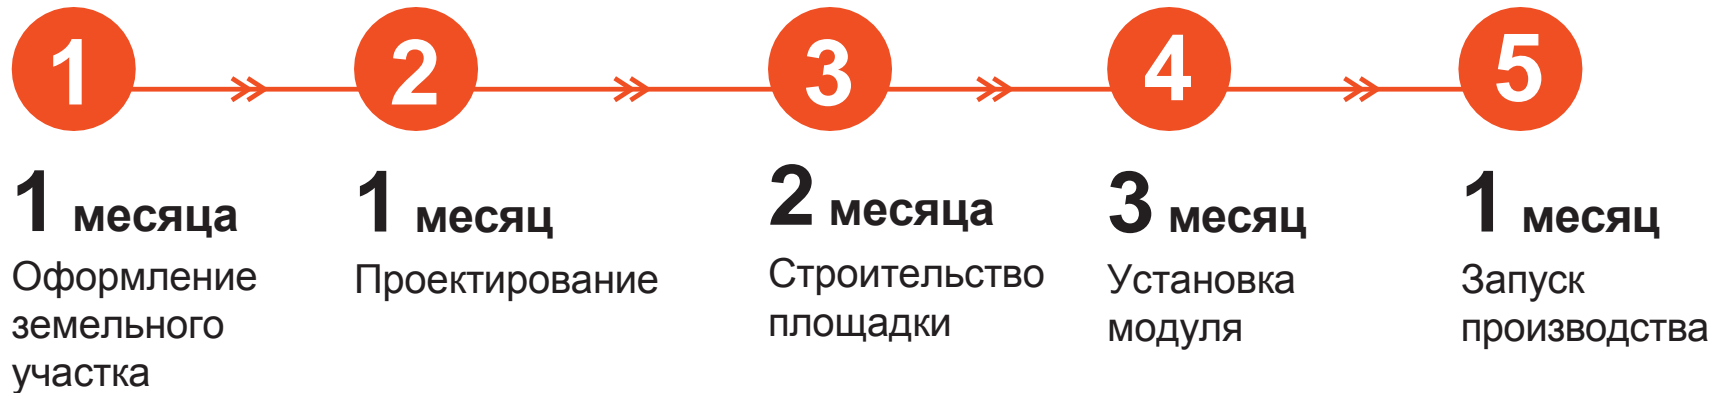 1
2
3
4
5
1 месяца
Оформление
земельного
участка
1 месяц
Проектирование
2 месяца
Строительство
площадки
3 месяц
Установка
модуля
1 месяц
Запуск
производства